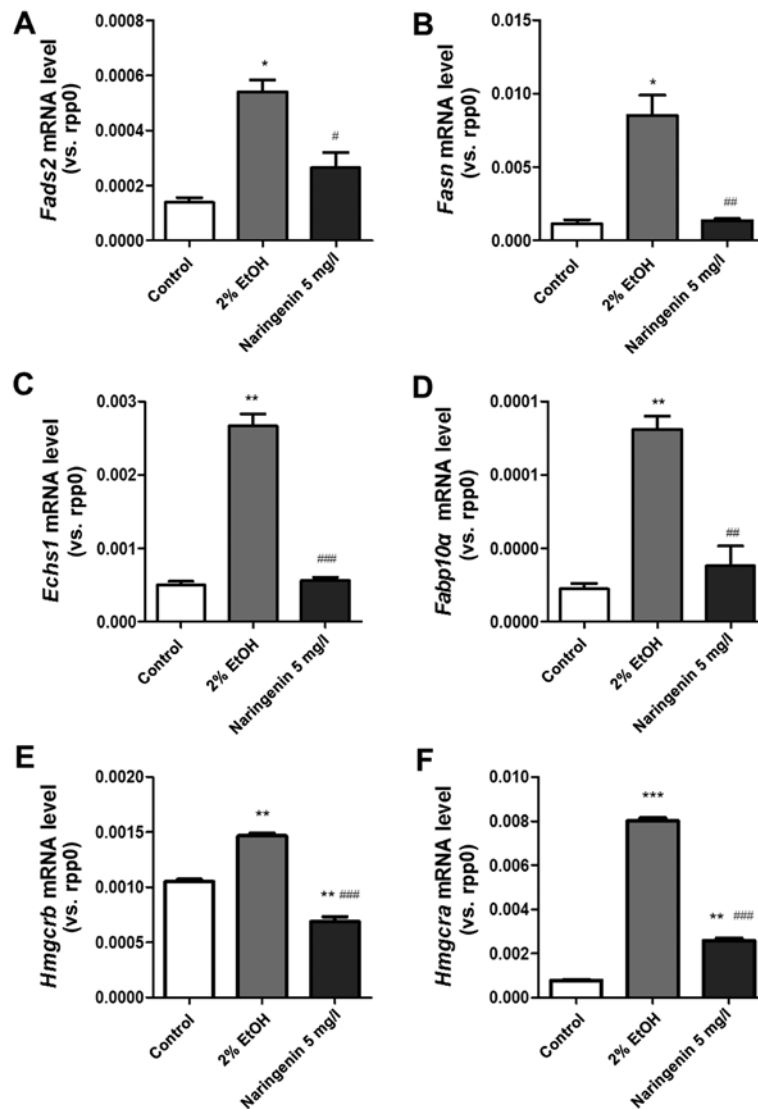 A
Fads2 mRNA level
(vs. rpp0)
0.0008
0.0006
0.0004
0.0002
0.0000
*
#
Control
2% EtOH
Naringenin 5 mg/l
B
Fasn mRNA level
(vs. rpp0)
0.015
0.010
0.005
0.000
*
##
Control
2% EtOH
Naringenin 5 mg/l
C
Echs1 mRNA level
(vs. rpp0)
0.003
0.002
0.001
0.000
**
###
Control
2% EtOH
Naringenin 5 mg/l
D
Fabp10α mRNA level
(vs. rpp0)
0.0001
0.0001
0.0000
0.0000
**
##
Control
2% EtOH
Naringenin 5 mg/l
E
Hmgcrb mRNA level
(vs. rpp0)
0.0020
0.0015
0.0010
0.0005
0.0000
**
** ###
Control
2% EtOH
Naringenin 5 mg/l
F
Hmgcra mRNA level
(vs. rpp0)
0.010
0.008
0.006
0.004
0.002
0.000
***
** ###
Control
2% EtOH
Naringenin 5 mg/l